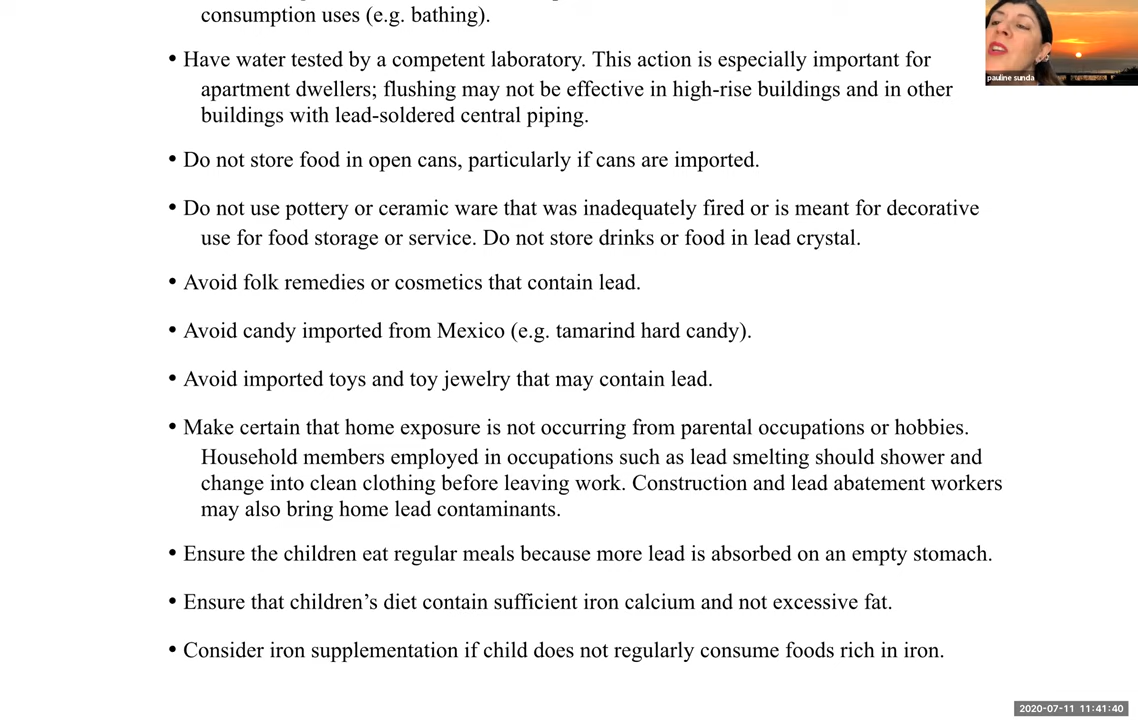 consumption uses (e.g. bathing).
• Have water tested by a competent laboratory. This action is especially important for
apartment dwellers; flushing may not be effective in high-rise buildings and in other
buildings with lead-soldered central piping.
• Do not store food in open cans, particularly if cans are imported.
• Do not use pottery or ceramic ware that was inadequately fired or is meant for decorative
use for food storage or service. Do not store drinks or food in lead crystal.
• Avoid folk remedies or cosmetics that contain lead.
• Avoid candy imported from Mexico (e.g. tamarind hard candy).
• Avoid imported toys and toy jewelry that may contain lead.
• Make certain that home exposure is not occurring from parental occupations or hobbies.
Household members employed in occupations such as lead smelting should shower and
change into clean clothing before leaving work. Construction and lead abatement workers
may also bring home lead contaminants.
• Ensure the children eat regular meals because more lead is absorbed on an empty stomach.
• Ensure that children’s diet contain sufficient iron calcium and not excessive fat.
• Consider iron supplementation if child does not regularly consume foods rich in iron.
pauline sunda
2020-07-11 11:41:40